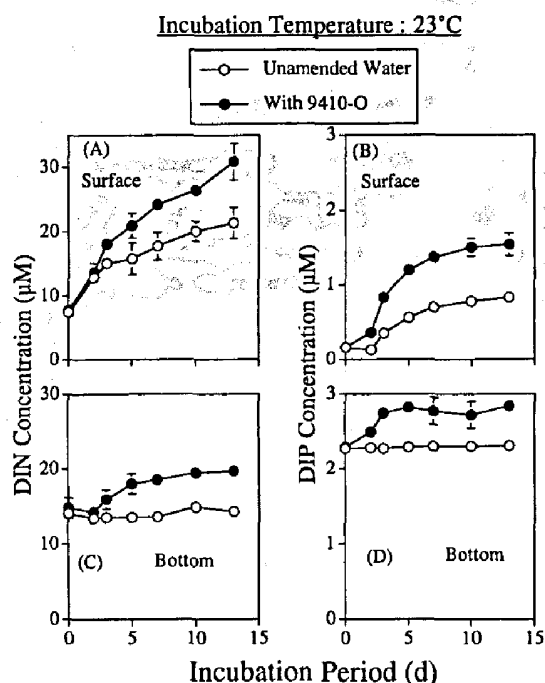 Incubation Temperature : 23°C
Unamended Water
With 9410-O
(A)
Surface
30
20
10
0
(B)
Surface
3
2
1
0
DIN Concentration (µM)
DIP Concentration (µM)
30
20
10
0
(C)
Bottom
0
5
10
15
3
2
1
0
(D)
Bottom
0
5
10
15
Incubation Period (d)